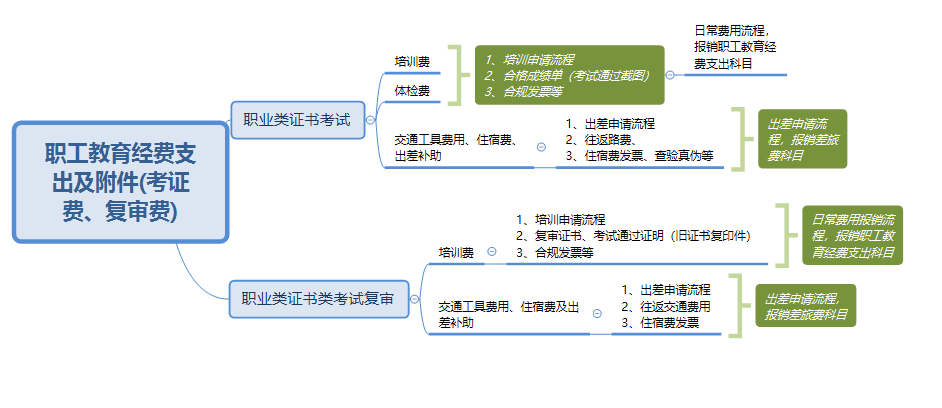 职工教育经费支
出及附件(考证
费、复审费)
职业类证书考试
培训费
体检费
1、培训申请流程
2、合格成绩单（考试通过截图）
3、合规发票等
日常费用流程，
报销职工教育经
费支出科目
交通工具费用、住宿费、
出差补助
1、出差申请流程
2、往返路费、
3、住宿费发票、查验真伪等
出差申请流
程，报销差旅
费科目
职业类证书类考试复审
培训费
1、培训申请流程
2、复审证书、考试通过证明（旧证书复印件）
3、合规发票等
日常费用报销流
程，报销职工教
育经费支出科目
交通工具费用、住宿费及出
差补助
1、出差申请流程
2、往返交通费用
3、住宿费发票
出差申请流程，
报销差旅费科目